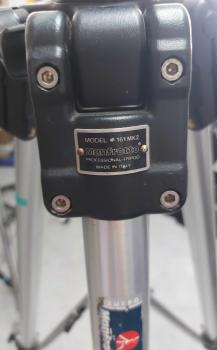 MODEL # 161MK2
Manfrotto
PROFESSIONAL-TRIPOD
MADE IN ITALY